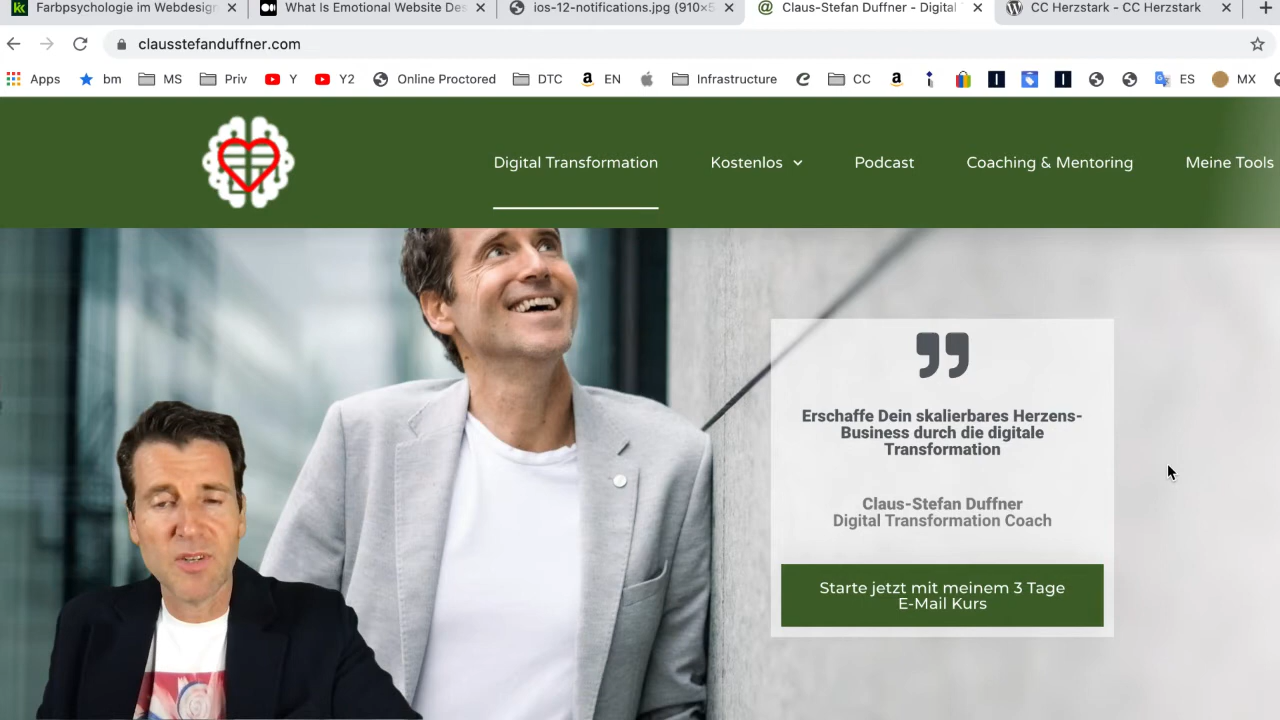 Farbpsychologie im Webdesign
What Is Emotional Website Des
ios-12-notifications.jpg (910×5
Claus-Stefan Duffner - Digital
CC Herzstark - CC Herzstark
clausstefanduffner.com
Apps
bm
MS
Priv
Y
Y2
Online Proctored
DTC
EN
Infrastructure
CC
ES
MX
Digital Transformation
Kostenlos
Podcast
Coaching & Mentoring
Meine Tools
Erschaffe Dein skalierbares Herzens-
Business durch die digitale
Transformation
Claus-Stefan Duffner
Digital Transformation Coach
Starte jetzt mit meinem 3 Tage
E-Mail Kurs